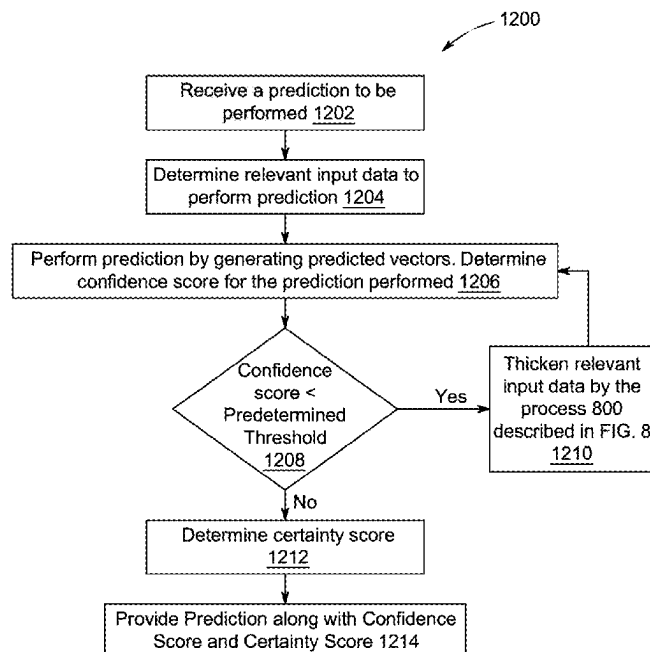 1200
Receive a prediction to be
performed 1202
Determine relevant input data to
perform prediction 1204
Perform prediction by generating predicted vectors. Determine
confidence score for the prediction performed 1206
Confidence
score <
Predetermined
Threshold
1208
Yes
Thicken relevant
input data by the
process 800
described in FIG. 8
1210
No
Determine certainty score
1212
Provide Prediction along with Confidence
Score and Certainty Score 1214